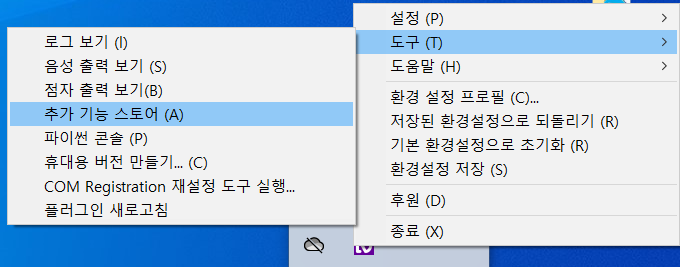 설정 (P)
도구 (T)
도움말 (H)
환경 설정 프로필 (C)...
저장된 환경설정으로 되돌리기 (R)
기본 환경설정으로 초기화 (R)
환경설정 저장 (S)
후원 (D)
종료 (X)
로그 보기 (I)
음성 출력 보기 (S)
점자 출력 보기(B)
추가 기능 스토어 (A)
파이썬 콘솔 (P)
휴대용 버전 만들기... (C)
COM Registration 재설정 도구 실행...
플러그인 새로고침